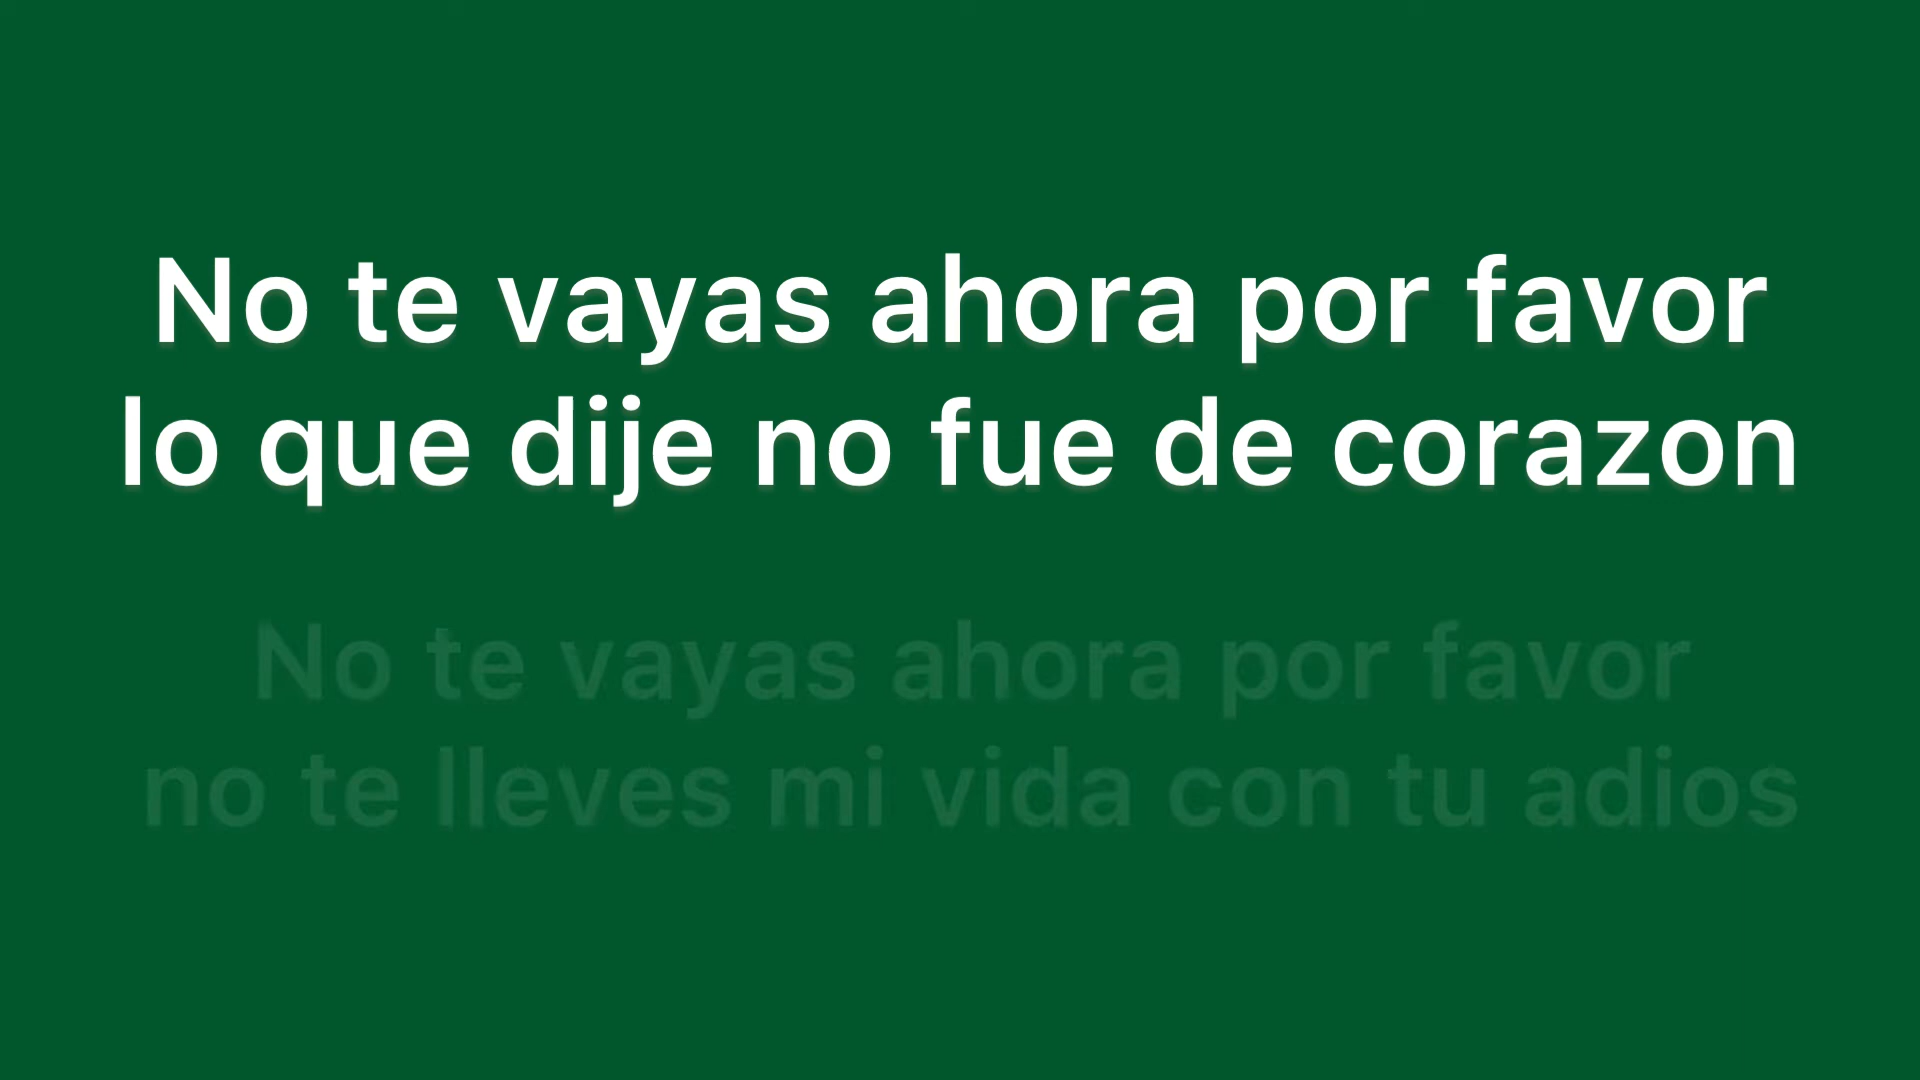 No te vayas ahora por favor
lo que dije no fue de corazon
No te vayas ahora por favor
no te lleves mi vida con tu adios